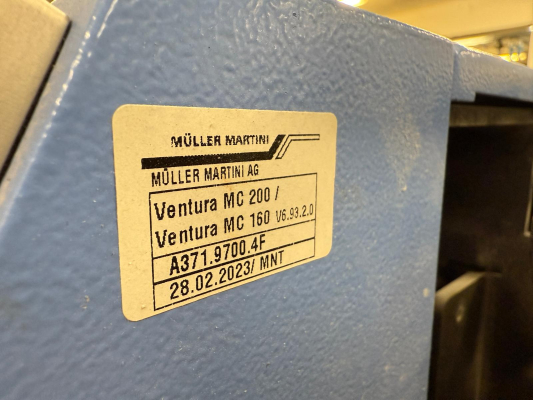 MÜLLER MARTINI
MÜLLER MARTINI AG
Ventura MC 200 /
Ventura MC 160 V6.93.2.0
A371.9700.4F
28.02.2023/ MNT